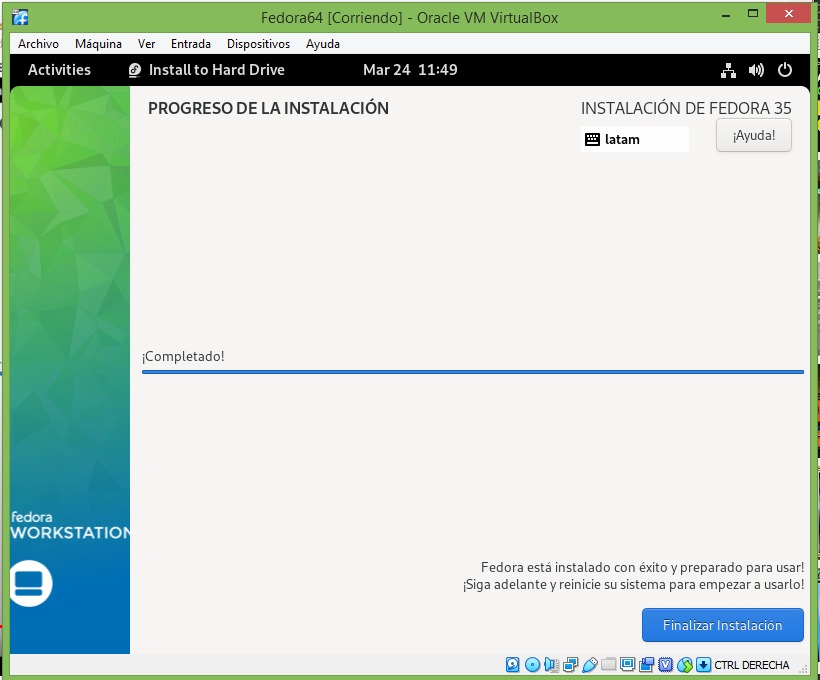 Fedora64 [Corriendo] - Oracle VM VirtualBox
Archivo Máquina Ver Entrada Dispositivos Ayuda
Activities Install to Hard Drive Mar 24 11:49
PROGRESO DE LA INSTALACIÓN
INSTALACIÓN DE FEDORA 35
latam
¡Ayuda!
¡Completado!
fedora
WORKSTATION
Fedora está instalado con éxito y preparado para usar!
¡Siga adelante y reinicie su sistema para empezar a usarlo!
Finalizar Instalación
CTRL DERECHA